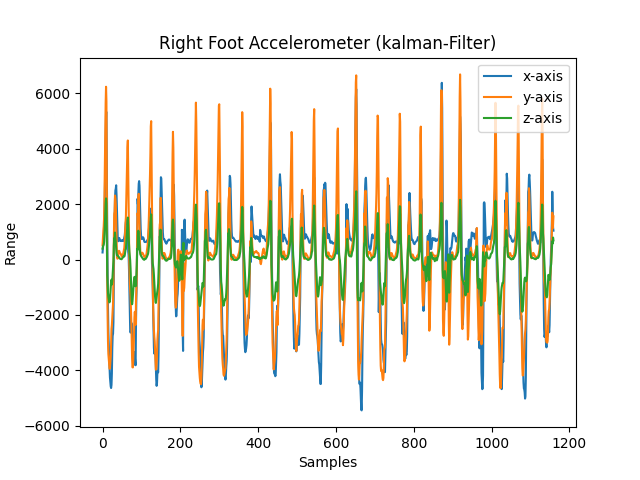 Right Foot Accelerometer (kalman-Filter)
x-axis
y-axis
z-axis
6000
4000
2000
0
−2000
−4000
−6000
Range
0 200 400 600 800 1000 1200
Samples